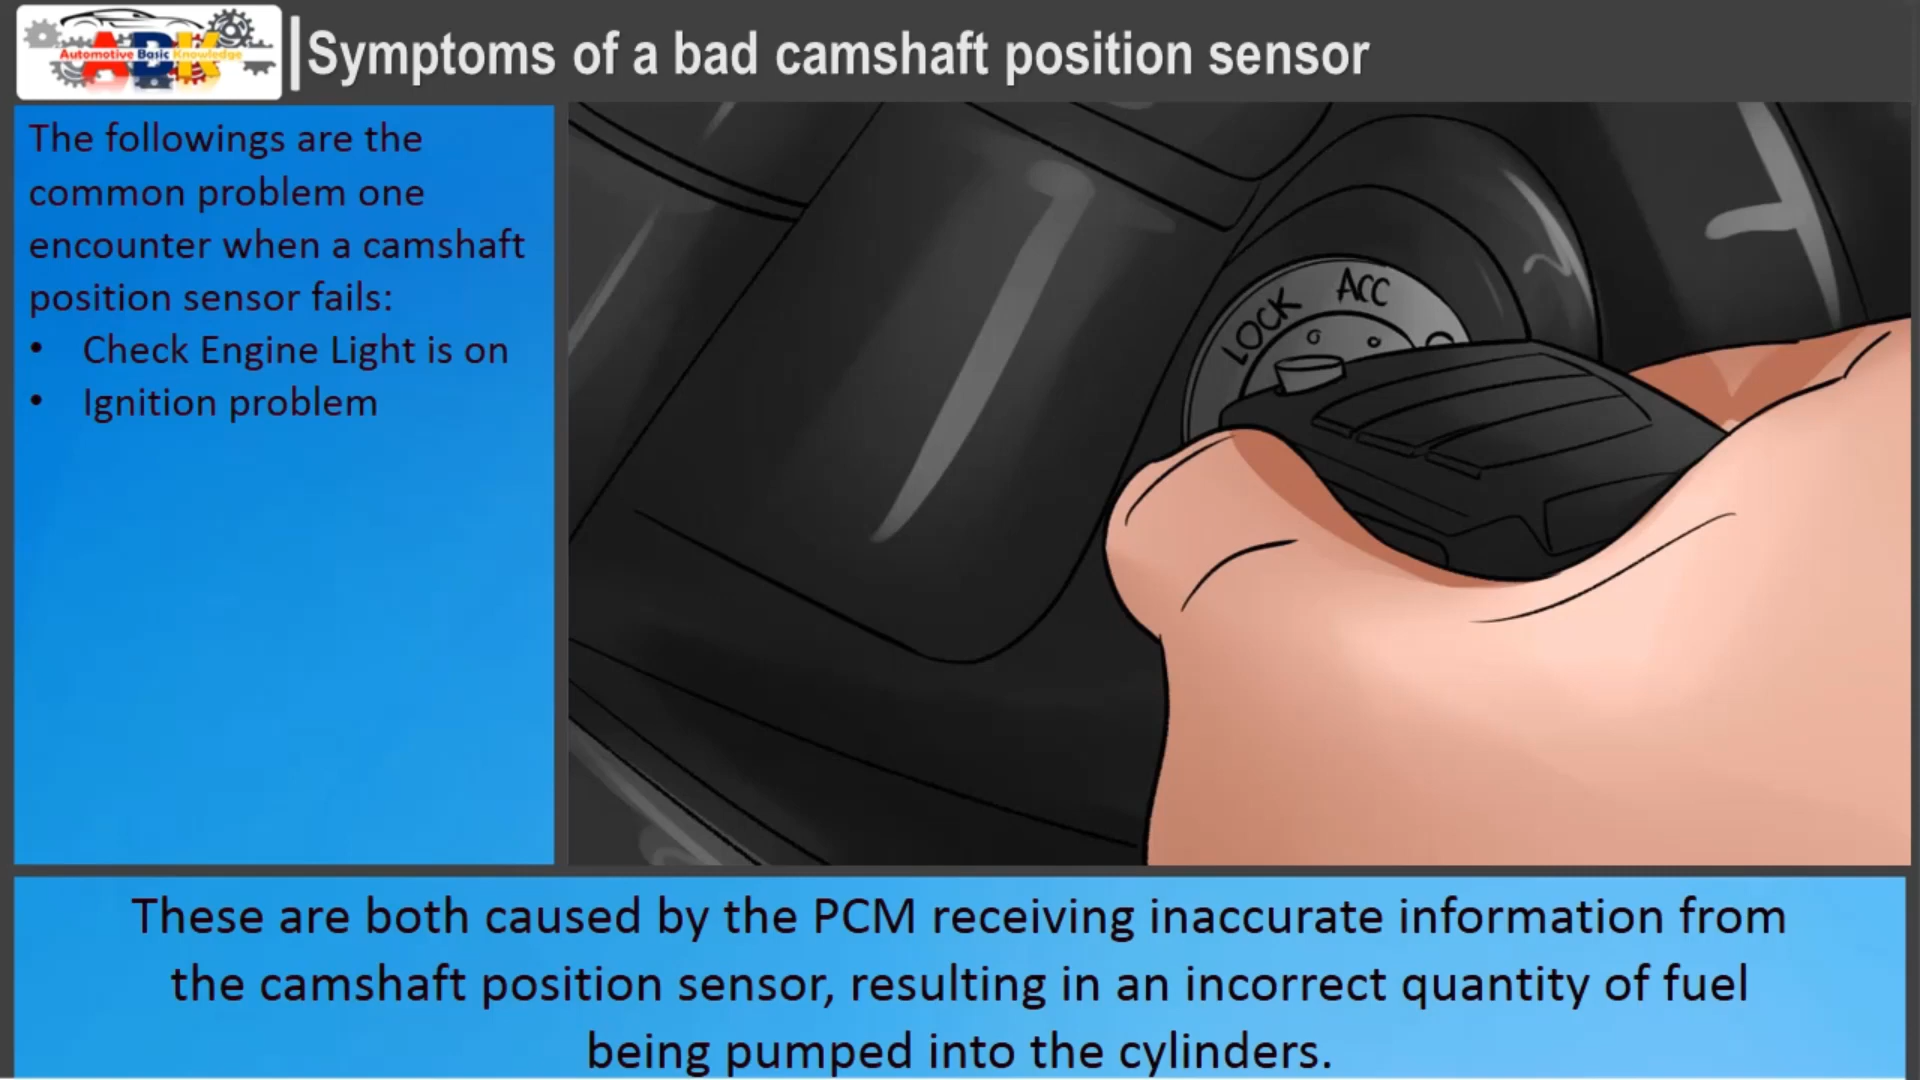 ABK
Automotive Basic Knowledge
Symptoms of a bad camshaft position sensor
The followings are the
common problem one
encounter when a camshaft
position sensor fails:
• Check Engine Light is on
• Ignition problem
LOCK ACC
These are both caused by the PCM receiving inaccurate information from
the camshaft position sensor, resulting in an incorrect quantity of fuel
being pumped into the cylinders.